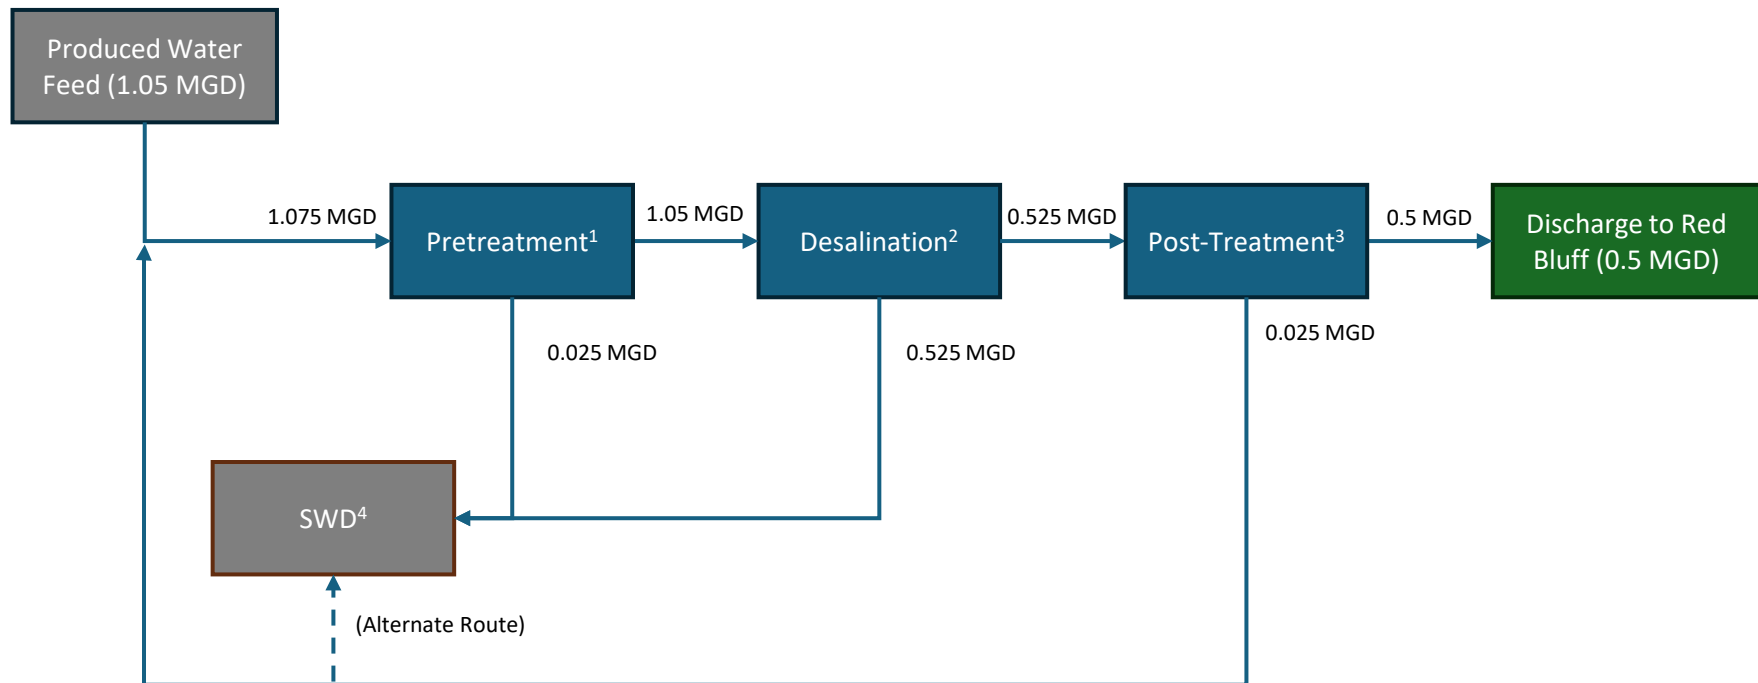 Produced Water
Feed (1.05 MGD)
1.075 MGD
Pretreatment¹
1.05 MGD
Desalination²
0.525 MGD
Post-Treatment³
0.5 MGD
Discharge to Red
Bluff (0.5 MGD)
0.025 MGD
0.525 MGD
0.025 MGD
SWD⁴
(Alternate Route)